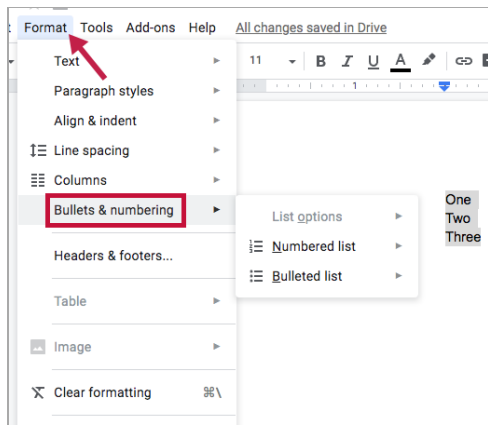 Format Tools Add-ons Help All changes saved in Drive
11 B I U A
1
Text
Paragraph styles
Align & indent
Line spacing
Columns
Bullets & numbering
List options
Numbered list
Bulleted list
One
Two
Three
Headers & footers...
Table
Image
Clear formatting ⌘\